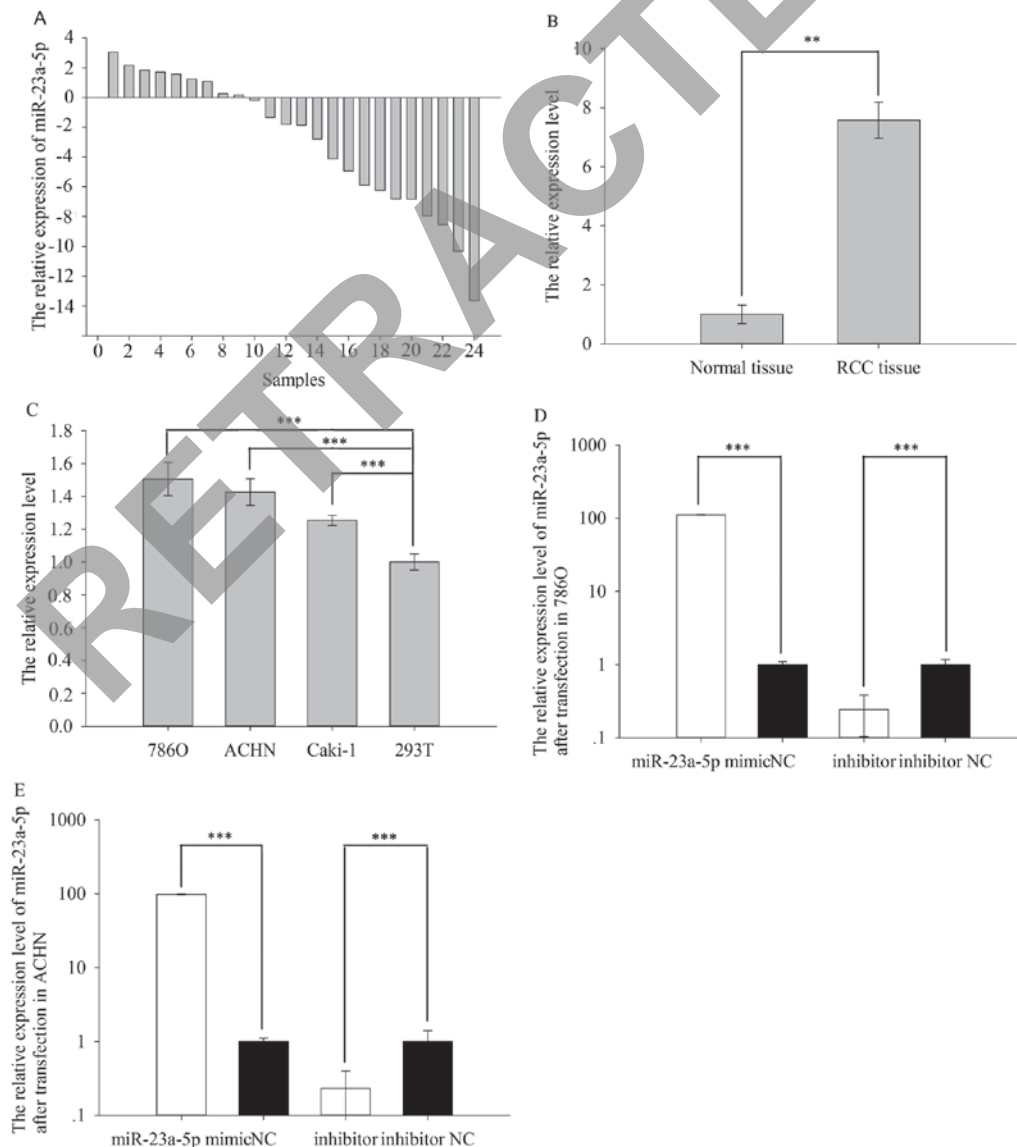 A
The relative expression of miR-23a-5p
4
2
0
-2
-4
-6
-8
-10
-12
-14
0 2 4 6 8 10 12 14 16 18 20 22 24
Samples
B
The relative expression level
10
8
6
4
2
0
**
Normal tissue RCC tissue
C
The relative expression level
1.8
1.6
1.4
1.2
1.0
0.8
0.6
0.4
0.2
0.0
***
***
***
786O ACHN Caki-1 293T
D
The relative expression level of miR-23a-5p
after transfection in 786O
1000
100
10
1
.1
*** ***
miR-23a-5p mimicNC inhibitor inhibitor NC
E
The relative expression level of miR-23a-5p
after transfection in ACHN
1000
100
10
1
.1
*** ***
miR-23a-5p mimicNC inhibitor inhibitor NC
RETRACTE